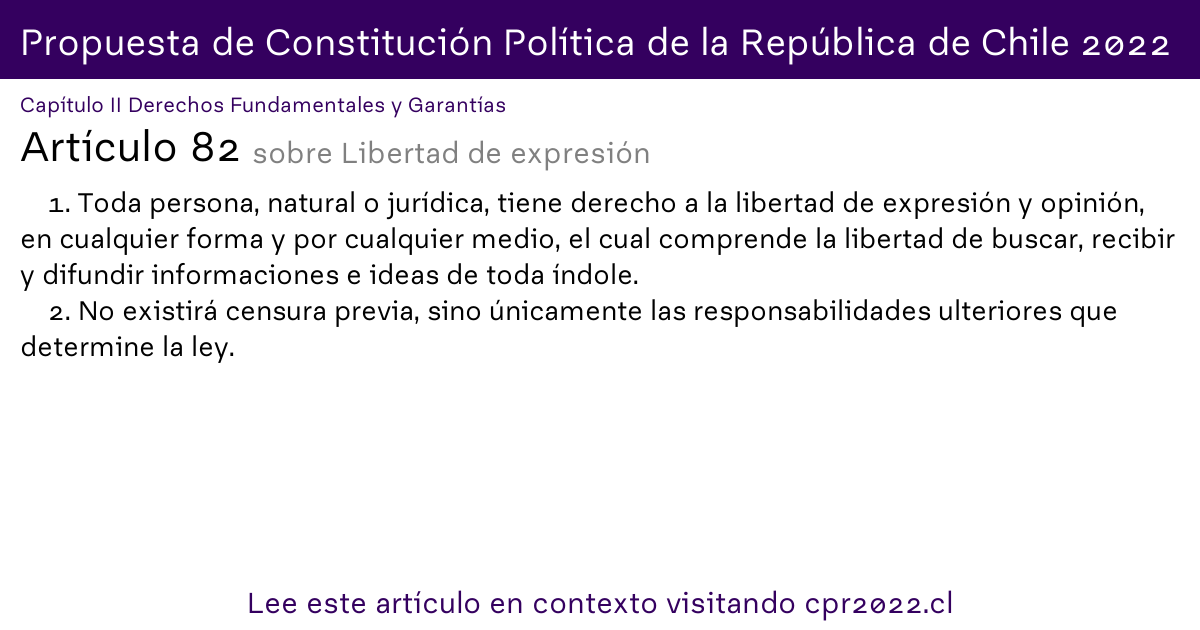 Propuesta de Constitución Política de la República de Chile 2022
Capítulo II Derechos Fundamentales y Garantías
Artículo 82 sobre Libertad de expresión
1. Toda persona, natural o jurídica, tiene derecho a la libertad de expresión y opinión,
en cualquier forma y por cualquier medio, el cual comprende la libertad de buscar, recibir
y difundir informaciones e ideas de toda índole.
2. No existirá censura previa, sino únicamente las responsabilidades ulteriores que
determine la ley.
Lee este artículo en contexto visitando cpr2022.cl